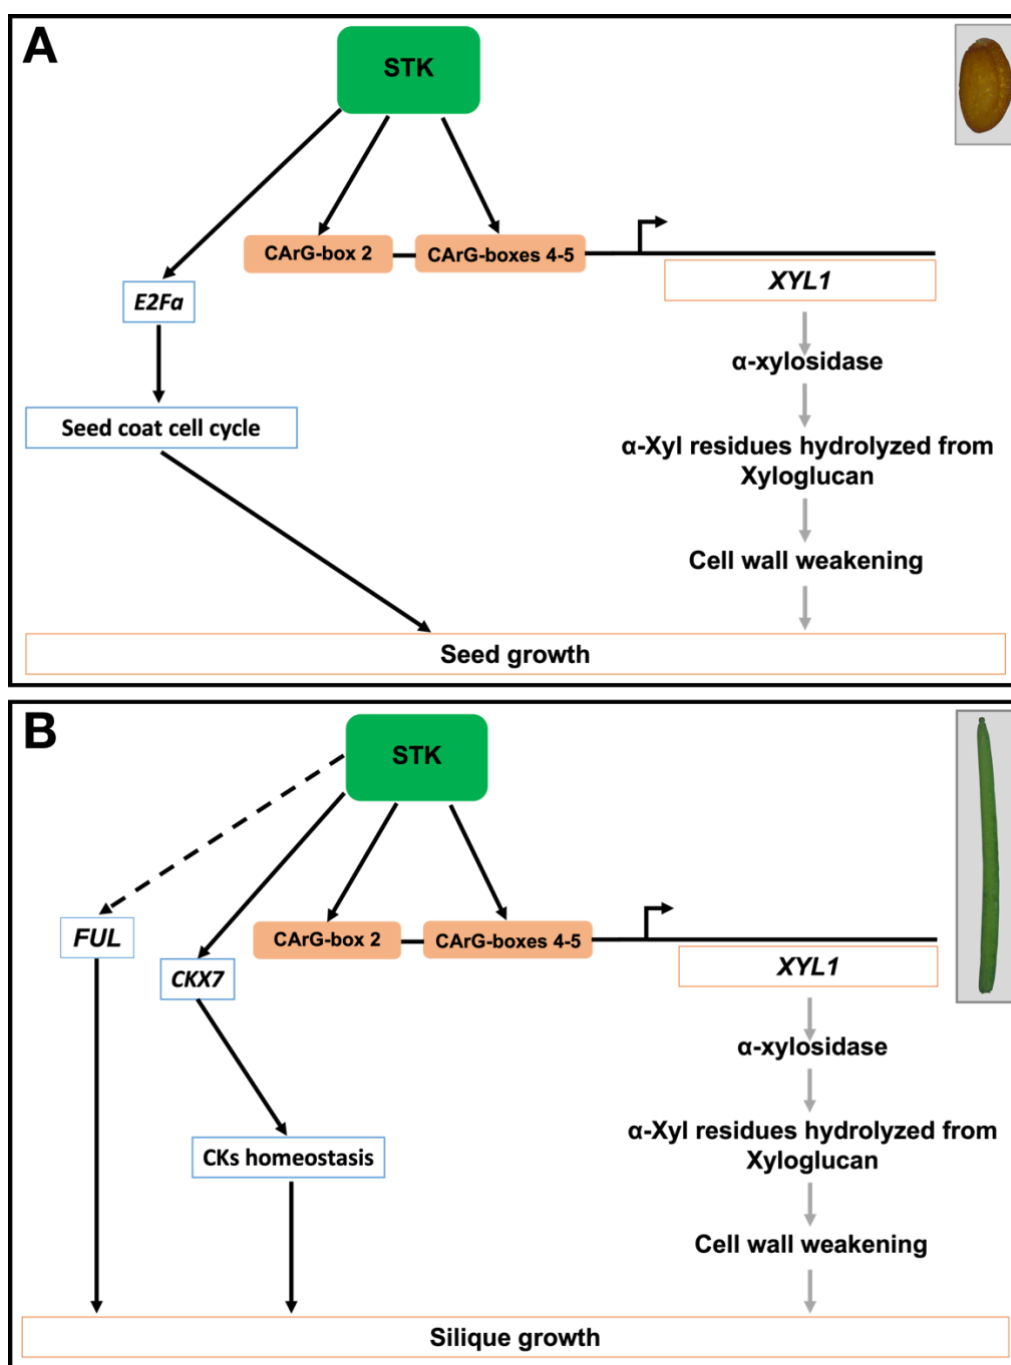 A
STK
CArG-box 2
CArG-boxes 4-5
XYL1
E2Fa
α-xylosidase
Seed coat cell cycle
α-Xyl residues hydrolyzed from
Xyloglucan
Cell wall weakening
Seed growth
B
STK
FUL
CArG-box 2
CArG-boxes 4-5
CKX7
XYL1
α-xylosidase
α-Xyl residues hydrolyzed from
Xyloglucan
CKs homeostasis
Cell wall weakening
Silique growth